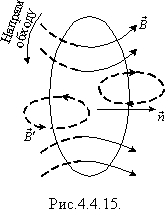 Напрям
обходу
B⃗
n⃗
B⃗'
Рис.4.4.15.